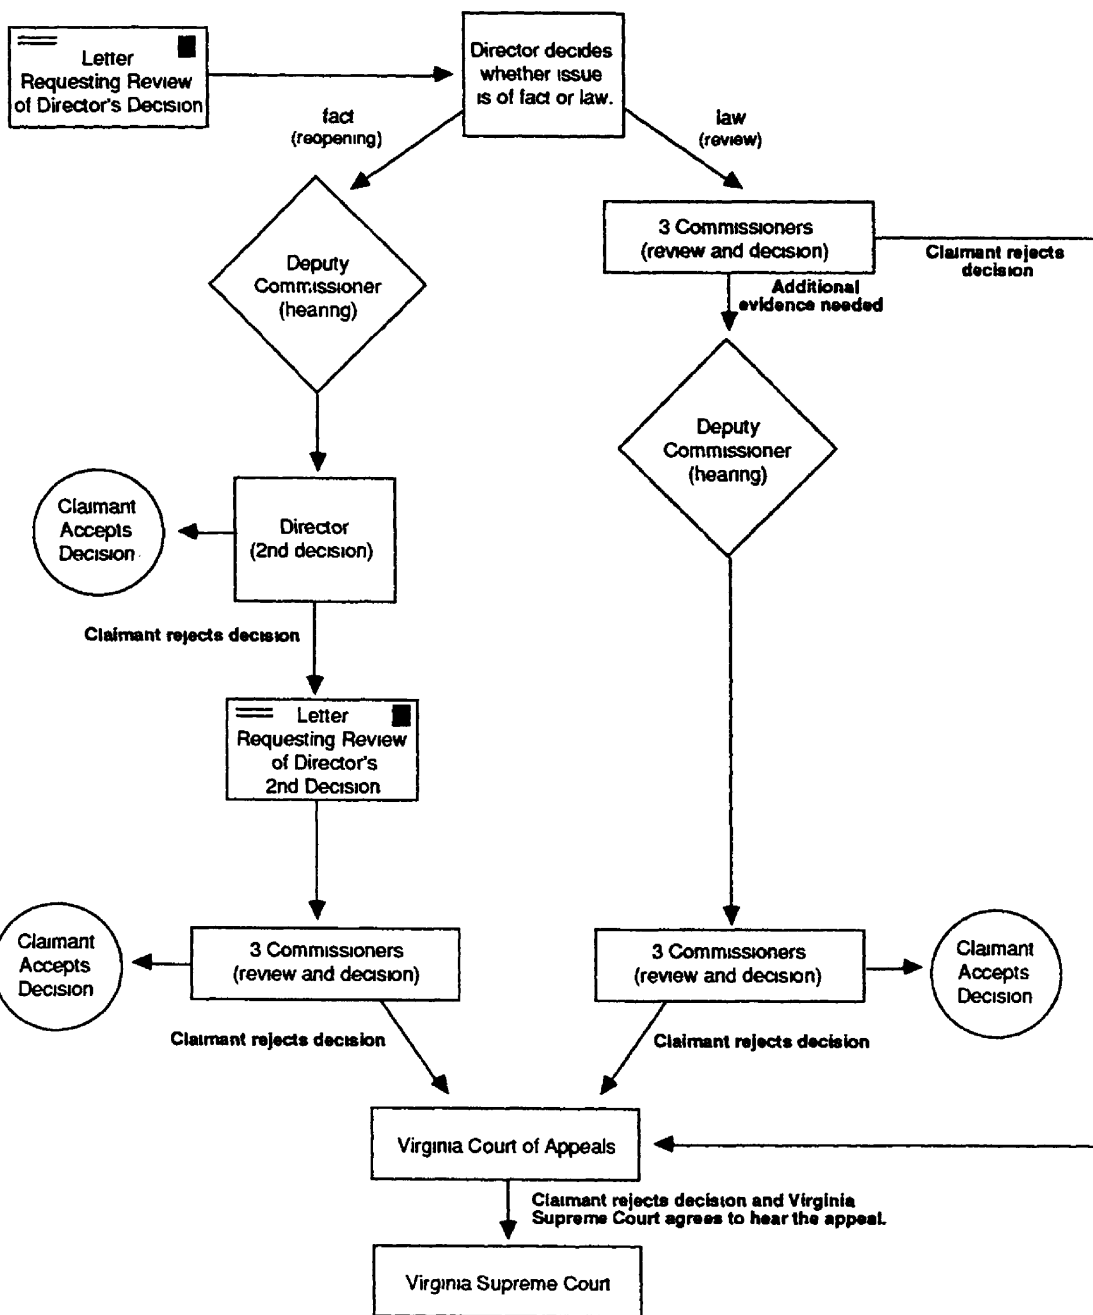 Letter
Requesting Review
of Director's Decision
Director decides
whether issue
is of fact or law.
fact
(reopening)
law
(review)
3 Commissioners
(review and decision)
Claimant rejects
decision
Additional
evidence needed
Deputy
Commissioner
(hearing)
Deputy
Commissioner
(hearing)
Claimant
Accepts
Decision
Director
(2nd decision)
Claimant rejects decision
Letter
Requesting Review
of Director's
2nd Decision
Claimant
Accepts
Decision
3 Commissioners
(review and decision)
3 Commissioners
(review and decision)
Claimant
Accepts
Decision
Claimant rejects decision
Claimant rejects decision
Virginia Court of Appeals
Claimant rejects decision and Virginia
Supreme Court agrees to hear the appeal.
Virginia Supreme Court